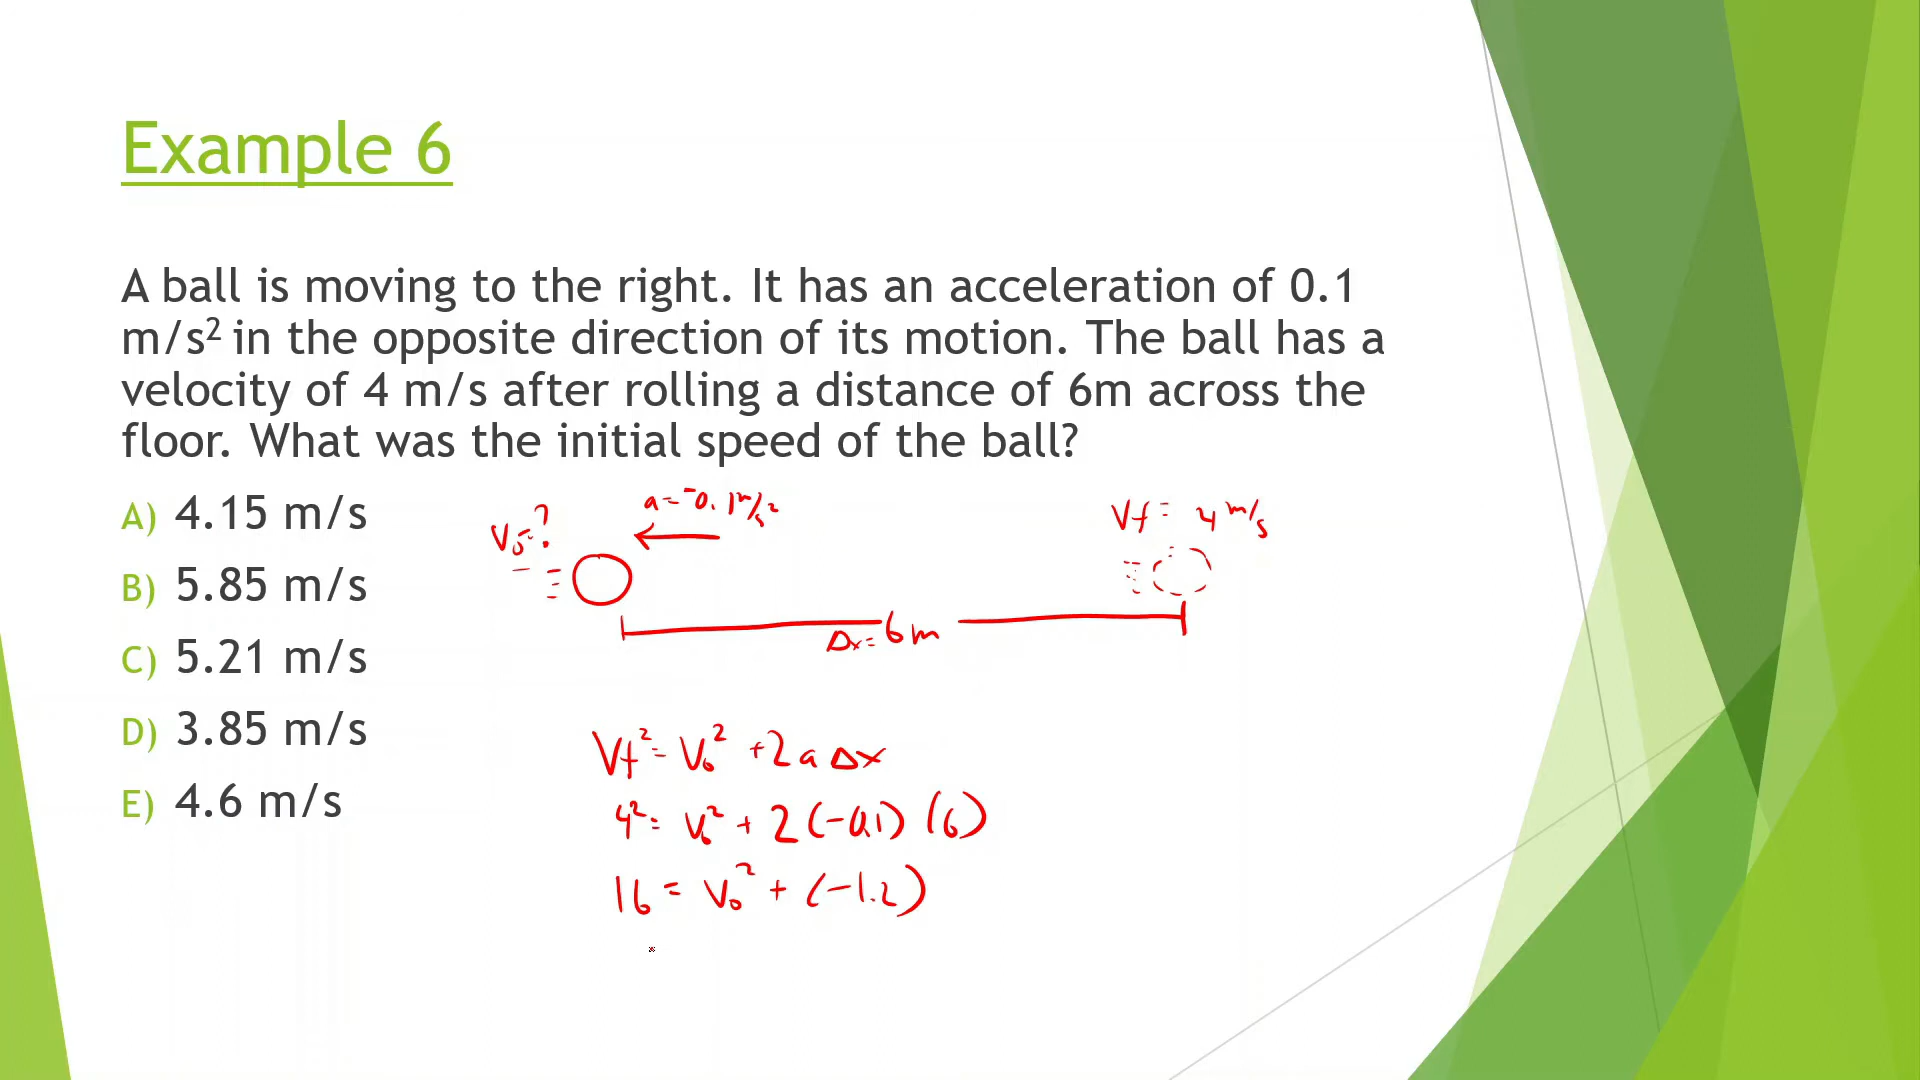 Example 6
A ball is moving to the right. It has an acceleration of 0.1
m/s² in the opposite direction of its motion. The ball has a
velocity of 4 m/s after rolling a distance of 6m across the
floor. What was the initial speed of the ball?
A) 4.15 m/s
B) 5.85 m/s
C) 5.21 m/s
D) 3.85 m/s
E) 4.6 m/s
V₀=?
a=-0.1 m/s²
Vf = 4 m/s
Δx=6m
Vf² = V₀² +2aΔx
4² = V₀² + 2(-0.1)(6)
16 = V₀² + (-1.2)